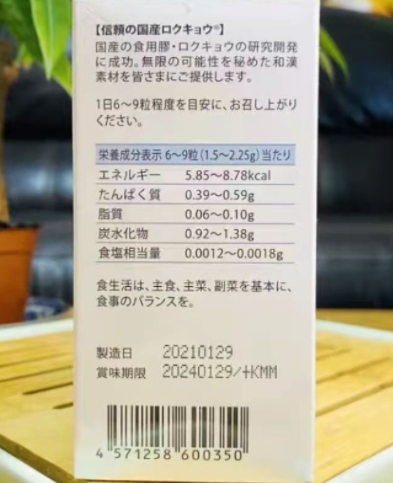 【信頼の国産ロクキョウ®】
国産の食用膠・ロクキョウの研究開発
に成功。無限の可能性を秘めた和漢
素材を皆さまにご提供します。
1日6〜9粒程度を目安に、お召し上がり
ください。
栄養成分表示 6〜9粒(1.5〜2.25g)当たり
エネルギー 5.85〜8.78kcal
たんぱく質 0.39〜0.59g
脂質 0.06〜0.10g
炭水化物 0.92〜1.38g
食塩相当量 0.0012〜0.0018g
食生活は、主食、主菜、副菜を基本に、
食事のバランスを。
製造日 20210129
賞味期限 20240129/+KMM
4 571258 600350